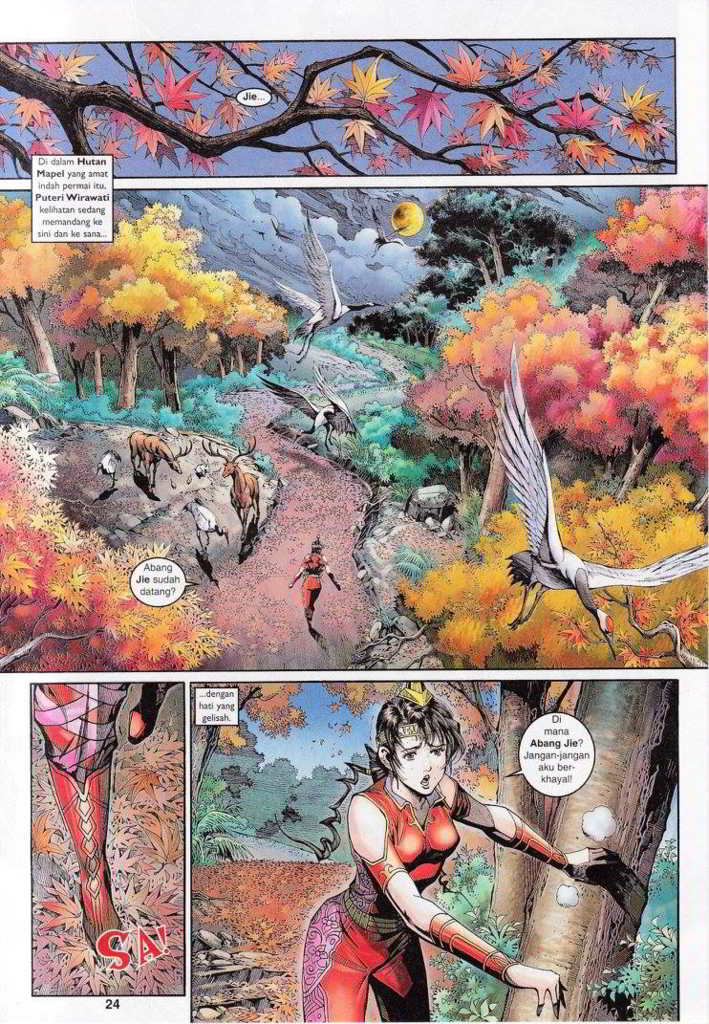 Jie...
Di dalam Hutan
Mapel yang amat
indah permai itu,
Puteri Wirawati
kelihatan sedang
memandang ke
sini dan ke sana...
Abang
Jie sudah
datang?
...dengan
hati yang
gelisah.
Di
mana
Abang Jie?
Jangan-jangan
aku ber-
khayal!
SA!
24